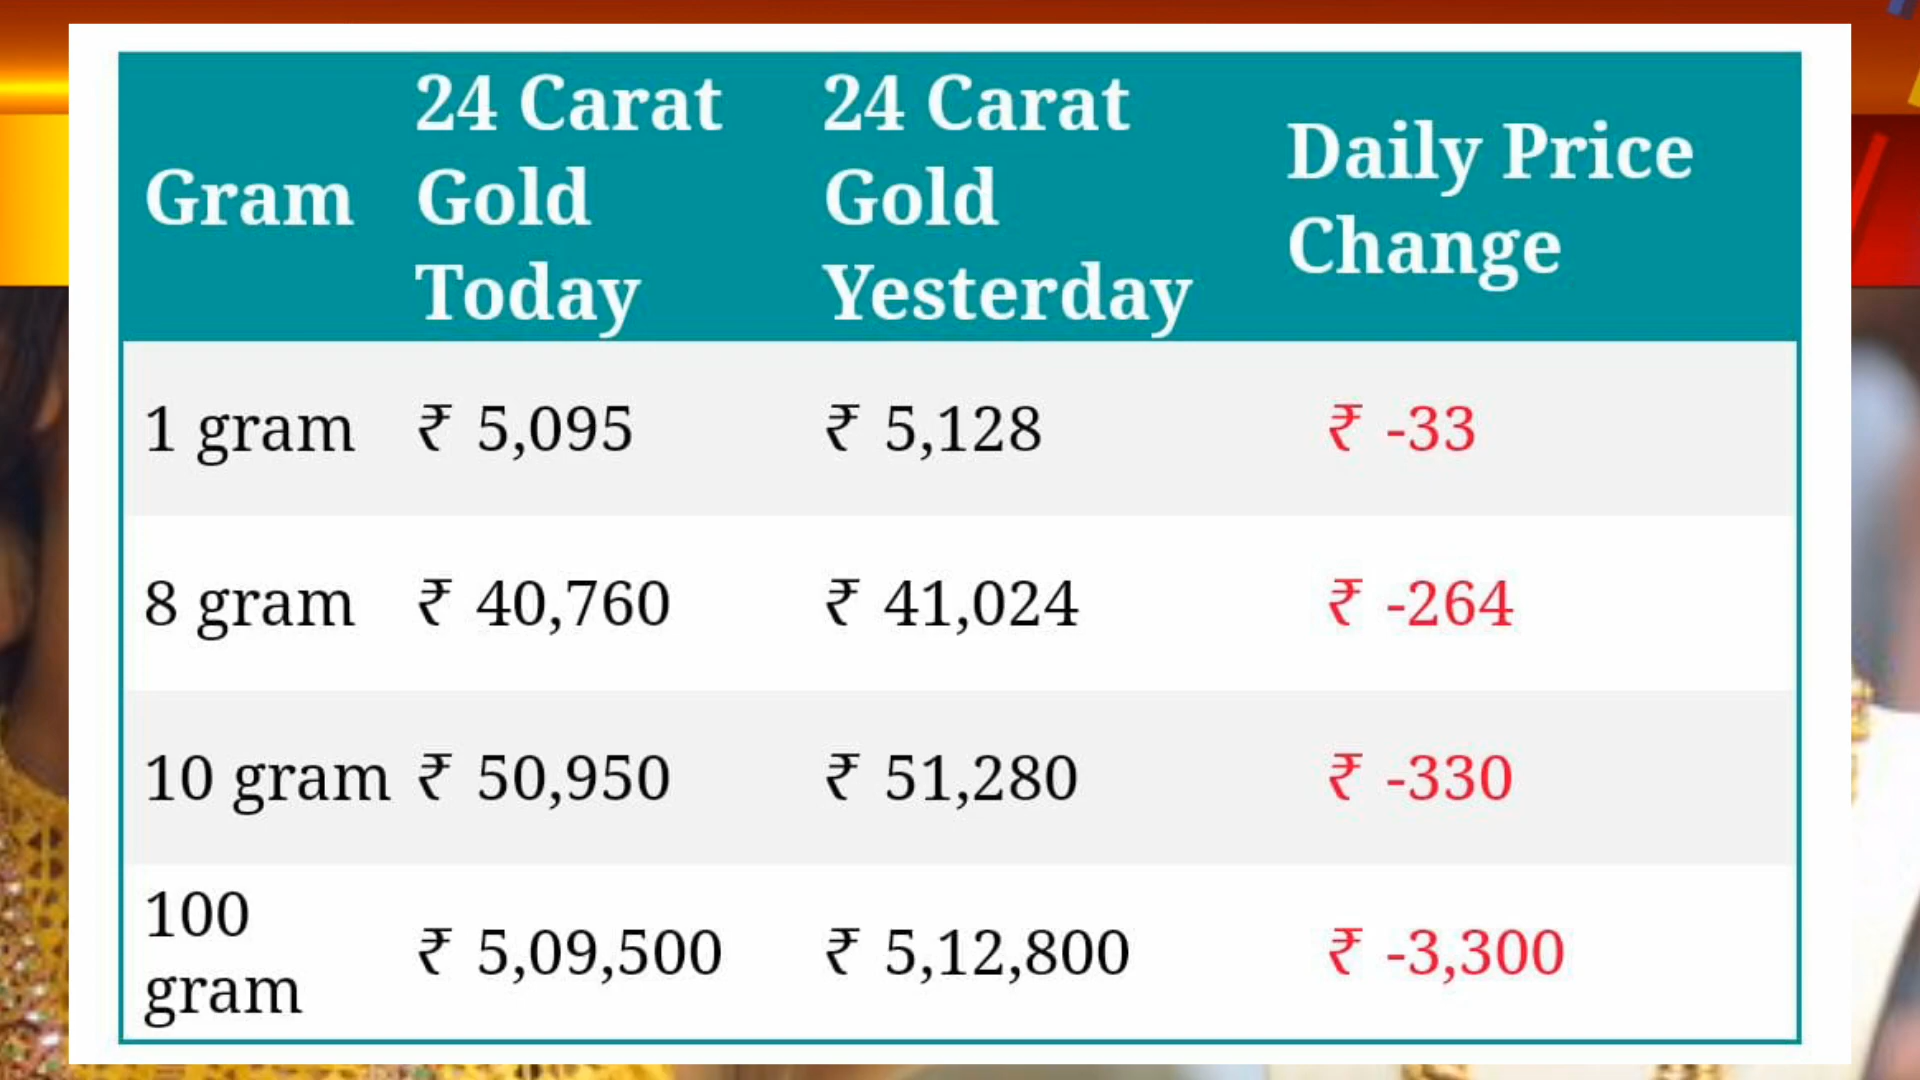 Gram
24 Carat
Gold
Today
24 Carat
Gold
Yesterday
Daily Price
Change
1 gram ₹ 5,095 ₹ 5,128 ₹ -33
8 gram ₹ 40,760 ₹ 41,024 ₹ -264
10 gram ₹ 50,950 ₹ 51,280 ₹ -330
100
gram
₹ 5,09,500 ₹ 5,12,800 ₹ -3,300